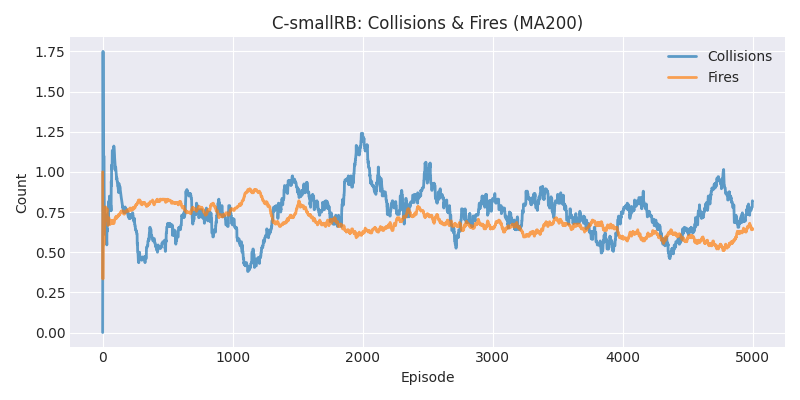 C-smallRB: Collisions & Fires (MA200)
Collisions
Fires
Count
1.75
1.50
1.25
1.00
0.75
0.50
0.25
0.00
0 1000 2000 3000 4000 5000
Episode